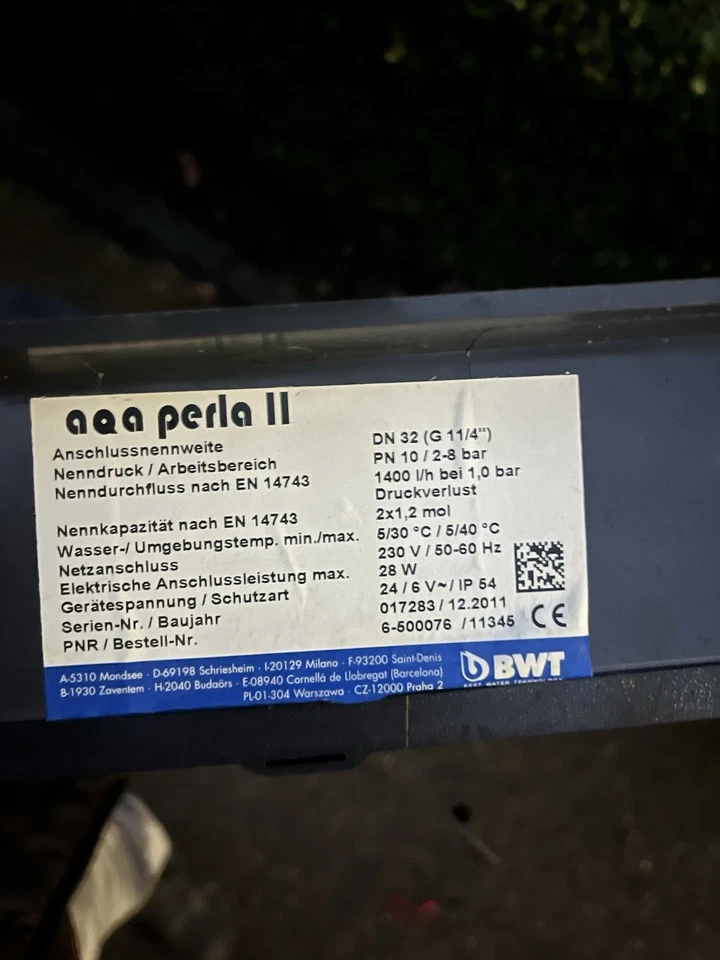 aqa perla II
Anschlussnennweite DN 32 (G 11/4")
Nenndruck / Arbeitsbereich PN 10 / 2-8 bar
Nenndurchfluss nach EN 14743 1400 l/h bei 1,0 bar
Druckverlust
Nennkapazität nach EN 14743 2x1,2 mol
Wasser-/ Umgebungstemp. min./max. 5/30 °C / 5/40 °C
Netzanschluss 230 V / 50-60 Hz
Elektrische Anschlussleistung max. 28 W
Gerätespannung / Schutzart 24 / 6 V~/ IP 54
Serien-Nr. / Baujahr 017283 / 12.2011
PNR / Bestell-Nr. 6-500076 /11345 CE
A-5310 Mondsee · D-69198 Schriesheim · I-20129 Milano · F-93200 Saint-Denis
B-1930 Zaventem · H-2040 Budaörs · E-08940 Cornellá de Llobregat (Barcelona)
PL-01-304 Warszawa · CZ-12000 Praha 2
BWT
BEST WATER TECHNOLOGY